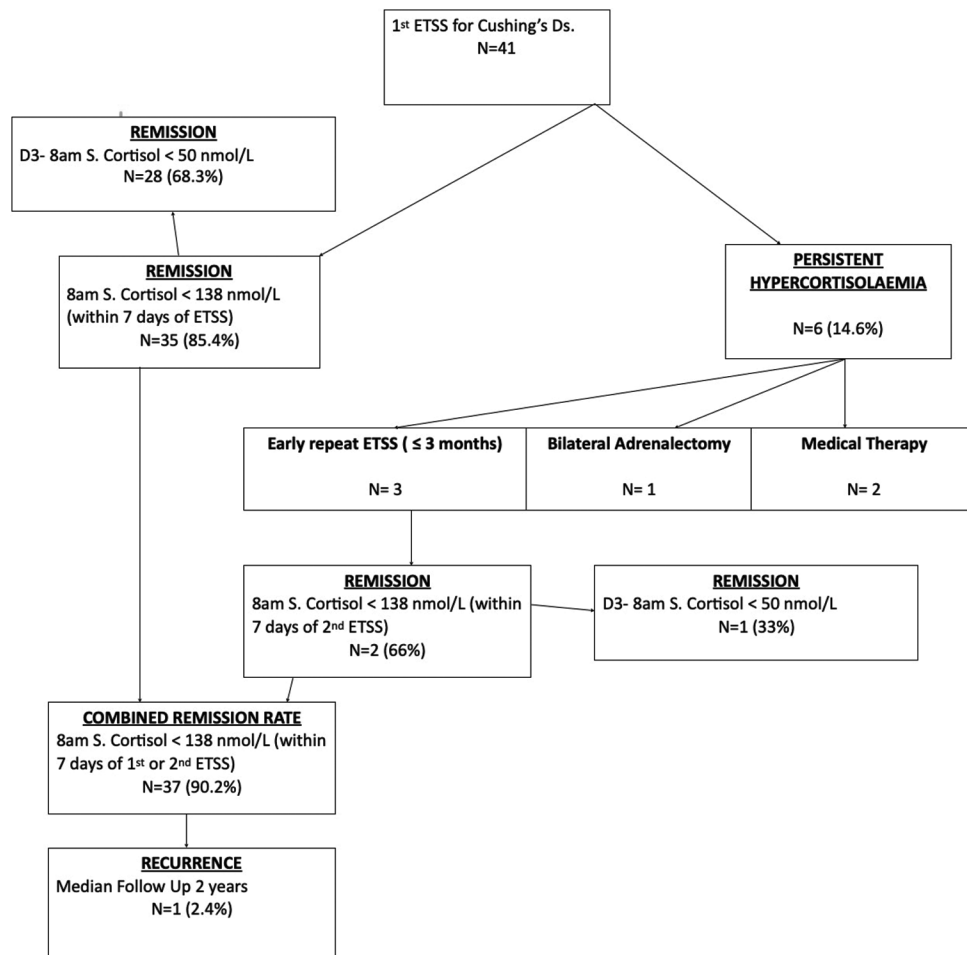 1st ETSS for Cushing's Ds.
N=41
REMISSION
D3- 8am S. Cortisol < 50 nmol/L
N=28 (68.3%)
REMISSION
8am S. Cortisol < 138 nmol/L
(within 7 days of ETSS)
N=35 (85.4%)
PERSISTENT
HYPERCORTISOLAEMIA
N=6 (14.6%)
Early repeat ETSS ( ≤ 3 months)
N= 3
Bilateral Adrenalectomy
N= 1
Medical Therapy
N= 2
REMISSION
8am S. Cortisol < 138 nmol/L (within
7 days of 2nd ETSS)
N=2 (66%)
REMISSION
D3- 8am S. Cortisol < 50 nmol/L
N=1 (33%)
COMBINED REMISSION RATE
8am S. Cortisol < 138 nmol/L (within
7 days of 1st or 2nd ETSS)
N=37 (90.2%)
RECURRENCE
Median Follow Up 2 years
N=1 (2.4%)